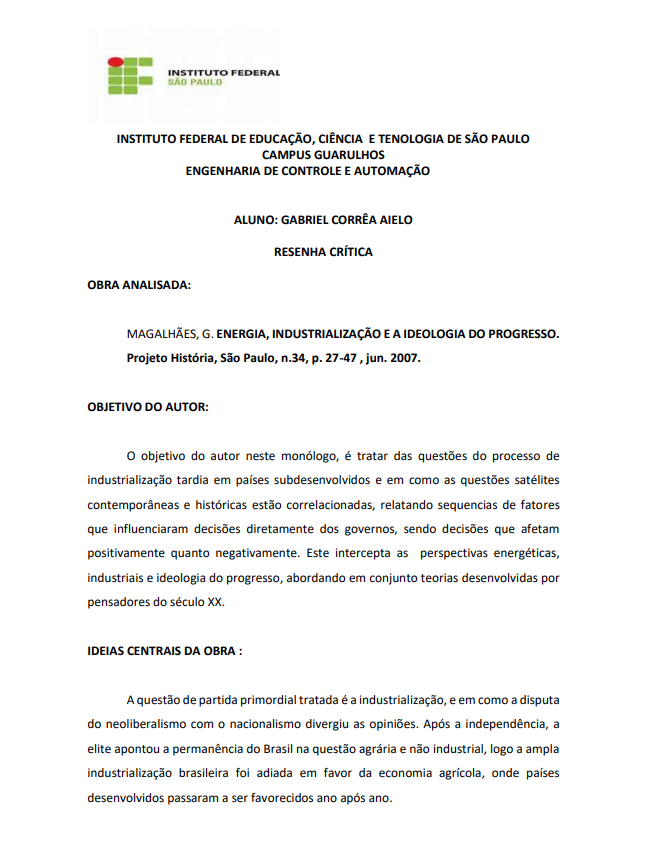 INSTITUTO FEDERAL
SÃO PAULO
INSTITUTO FEDERAL DE EDUCAÇÃO, CIÊNCIA E TENOLOGIA DE SÃO PAULO
CAMPUS GUARULHOS
ENGENHARIA DE CONTROLE E AUTOMAÇÃO
ALUNO: GABRIEL CORRÊA AIELO
RESENHA CRÍTICA
OBRA ANALISADA:
MAGALHÃES, G. ENERGIA, INDUSTRIALIZAÇÃO E A IDEOLOGIA DO PROGRESSO.
Projeto História, São Paulo, n.34, p. 27-47 , jun. 2007.
OBJETIVO DO AUTOR:
O objetivo do autor neste monólogo, é tratar das questões do processo de
industrialização tardia em países subdesenvolvidos e em como as questões satélites
contemporâneas e históricas estão correlacionadas, relatando sequencias de fatores
que influenciaram decisões diretamente dos governos, sendo decisões que afetam
positivamente quanto negativamente. Este intercepta as perspectivas energéticas,
industriais e ideologia do progresso, abordando em conjunto teorias desenvolvidas por
pensadores do século XX.
IDEIAS CENTRAIS DA OBRA :
A questão de partida primordial tratada é a industrialização, e em como a disputa
do neoliberalismo com o nacionalismo divergiu as opiniões. Após a independência, a
elite apontou a permanência do Brasil na questão agrária e não industrial, logo a ampla
industrialização brasileira foi adiada em favor da economia agrícola, onde países
desenvolvidos passaram a ser favorecidos ano após ano.